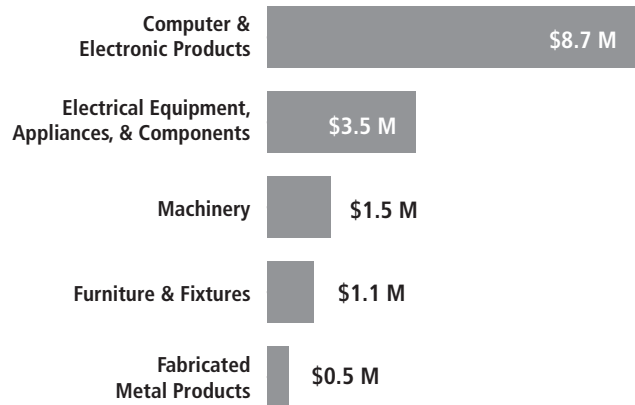 Computer &
Electronic Products
$8.7 M
Electrical Equipment,
Appliances, & Components
$3.5 M
Machinery
$1.5 M
Furniture & Fixtures
$1.1 M
Fabricated
Metal Products
$0.5 M